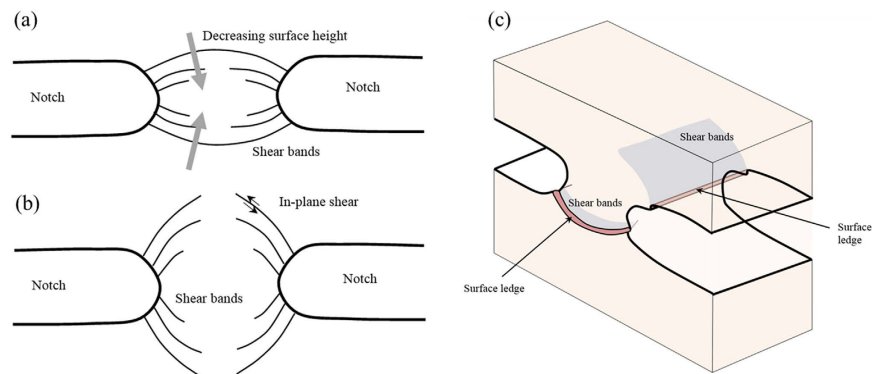 (a)
Decreasing surface height
Notch
Notch
Shear bands
(b)
In-plane shear
Notch
Notch
Shear bands
(c)
Shear bands
Shear bands
Surface
ledge
Surface ledge